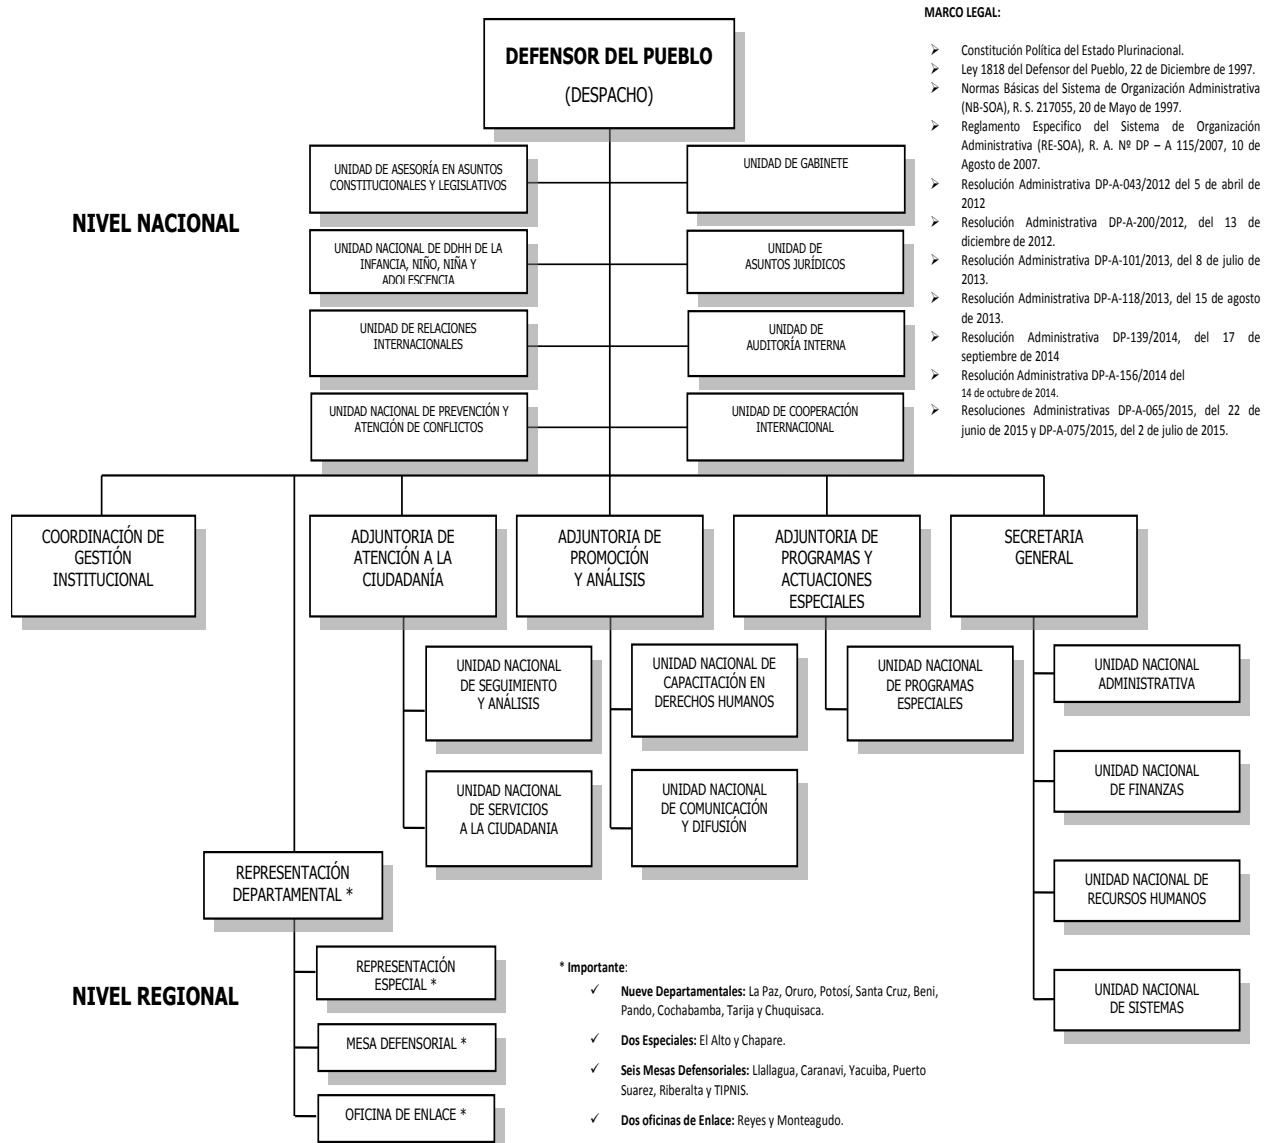 MARCO LEGAL:
DEFENSOR DEL PUEBLO
(DESPACHO)
Constitución Política del Estado Plurinacional.
Ley 1818 del Defensor del Pueblo, 22 de Diciembre de 1997.
Normas Básicas del Sistema de Organización Administrativa
(NB-SOA), R. S. 217055, 20 de Mayo de 1997.
Reglamento Especifico del Sistema de Organización
Administrativa (RE-SOA), R. A. Nº DP – A 115/2007, 10 de
Agosto de 2007.
Resolución Administrativa DP-A-043/2012 del 5 de abril de
2012
Resolución Administrativa DP-A-200/2012, del 13 de
diciembre de 2012.
Resolución Administrativa DP-A-101/2013, del 8 de julio de
2013.
Resolución Administrativa DP-A-118/2013, del 15 de agosto
de 2013.
Resolución Administrativa DP-139/2014, del 17 de
septiembre de 2014
Resolución Administrativa DP-A-156/2014 del
14 de octubre de 2014.
Resoluciones Administrativas DP-A-065/2015, del 22 de
junio de 2015 y DP-A-075/2015, del 2 de julio de 2015.
NIVEL NACIONAL
UNIDAD DE ASESORÍA EN ASUNTOS
CONSTITUCIONALES Y LEGISLATIVOS
UNIDAD DE GABINETE
UNIDAD NACIONAL DE DDHH DE LA
INFANCIA, NIÑO, NIÑA Y
ADOLESCENCIA
UNIDAD DE
ASUNTOS JURÍDICOS
UNIDAD DE RELACIONES
INTERNACIONALES
UNIDAD DE
AUDITORÍA INTERNA
UNIDAD NACIONAL DE PREVENCIÓN Y
ATENCIÓN DE CONFLICTOS
UNIDAD DE COOPERACIÓN
INTERNACIONAL
COORDINACIÓN DE
GESTIÓN
INSTITUCIONAL
ADJUNTORIA DE
ATENCIÓN A LA
CIUDADANÍA
ADJUNTORIA DE
PROMOCIÓN
Y ANÁLISIS
ADJUNTORIA DE
PROGRAMAS Y
ACTUACIONES
ESPECIALES
SECRETARIA
GENERAL
UNIDAD NACIONAL
DE SEGUIMIENTO
Y ANÁLISIS
UNIDAD NACIONAL DE
CAPACITACIÓN EN
DERECHOS HUMANOS
UNIDAD NACIONAL
DE PROGRAMAS
ESPECIALES
UNIDAD NACIONAL
ADMINISTRATIVA
UNIDAD NACIONAL
DE SERVICIOS
A LA CIUDADANIA
UNIDAD NACIONAL
DE COMUNICACIÓN
Y DIFUSIÓN
UNIDAD NACIONAL
DE FINANZAS
UNIDAD NACIONAL DE
RECURSOS HUMANOS
UNIDAD NACIONAL
DE SISTEMAS
REPRESENTACIÓN
DEPARTAMENTAL *
NIVEL REGIONAL
REPRESENTACIÓN
ESPECIAL *
MESA DEFENSORIAL *
OFICINA DE ENLACE *
* Importante:
Nueve Departamentales: La Paz, Oruro, Potosí, Santa Cruz, Beni,
Pando, Cochabamba, Tarija y Chuquisaca.
Dos Especiales: El Alto y Chapare.
Seis Mesas Defensoriales: Llallagua, Caranavi, Yacuiba, Puerto
Suarez, Riberalta y TIPNIS.
Dos oficinas de Enlace: Reyes y Monteagudo.